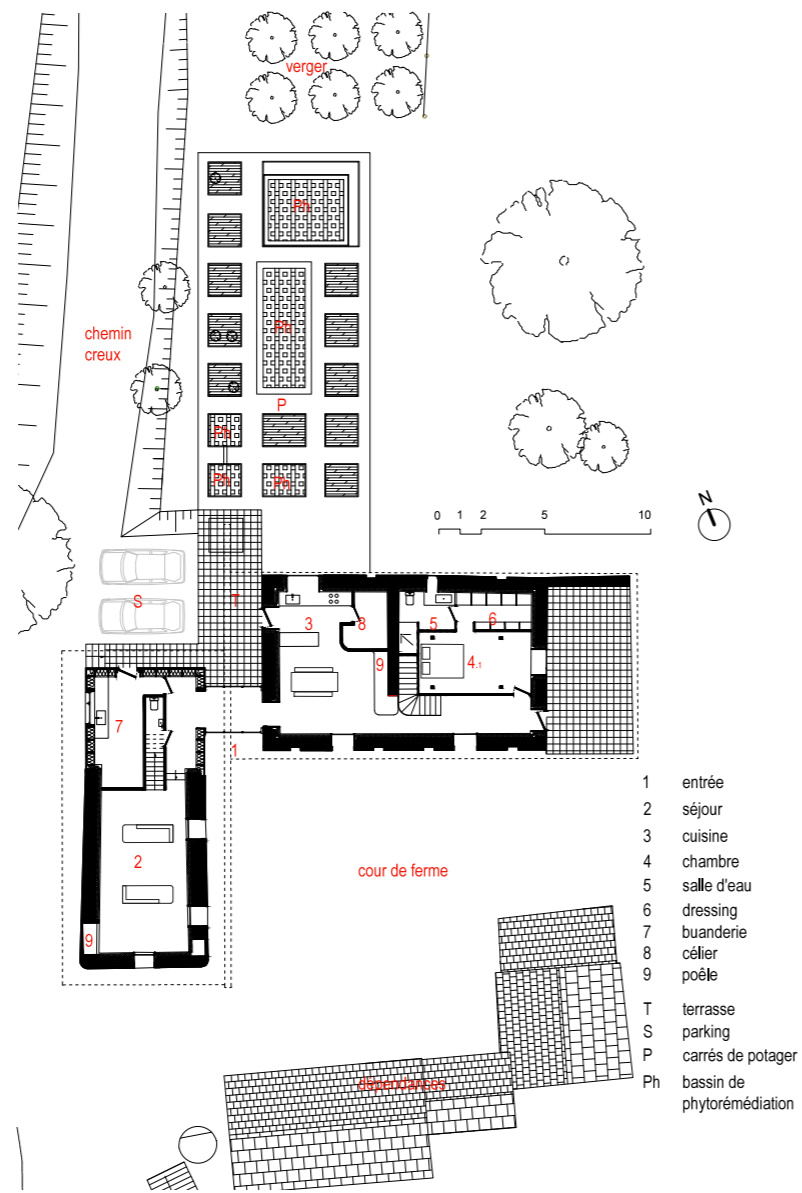 verger
Ph
chemin
creux
Ph
P
Ph
Ph
Ph
N
0 1 2 5 10
S
T
3
8
5
6
9
4.1
7
1
2
cour de ferme
9
dépendances
1 entrée
2 séjour
3 cuisine
4 chambre
5 salle d'eau
6 dressing
7 buanderie
8 célier
9 poêle
T terrasse
S parking
P carrés de potager
Ph bassin de
phytorémédiation